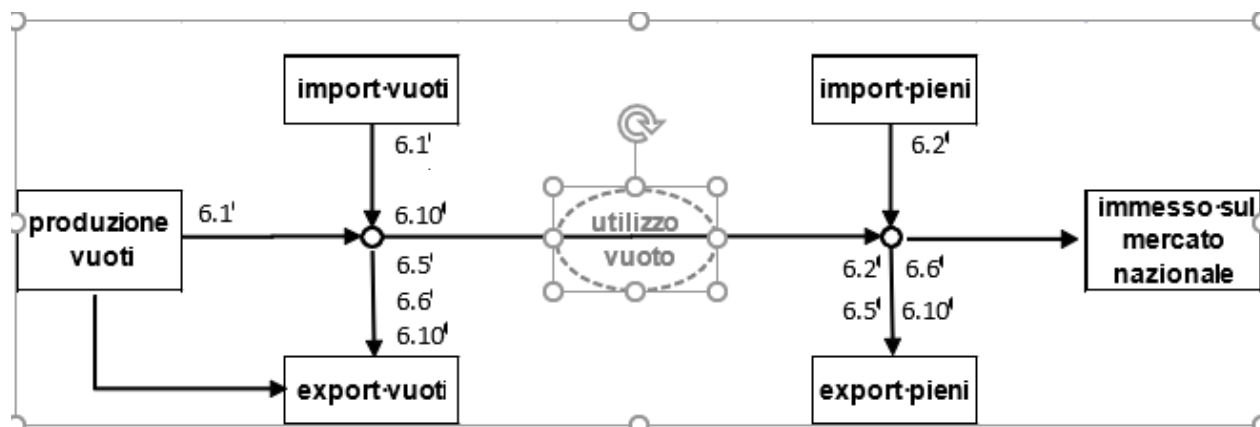 import·vuoti
import·pieni
6.1'
6.2'
produzione
vuoti
6.1'
6.10'
utilizzo
vuoto
immesso·sul
mercato
nazionale
6.5'
6.6'
6.10'
6.2' 6.6'
6.5' 6.10'
export·vuoti
export·pieni